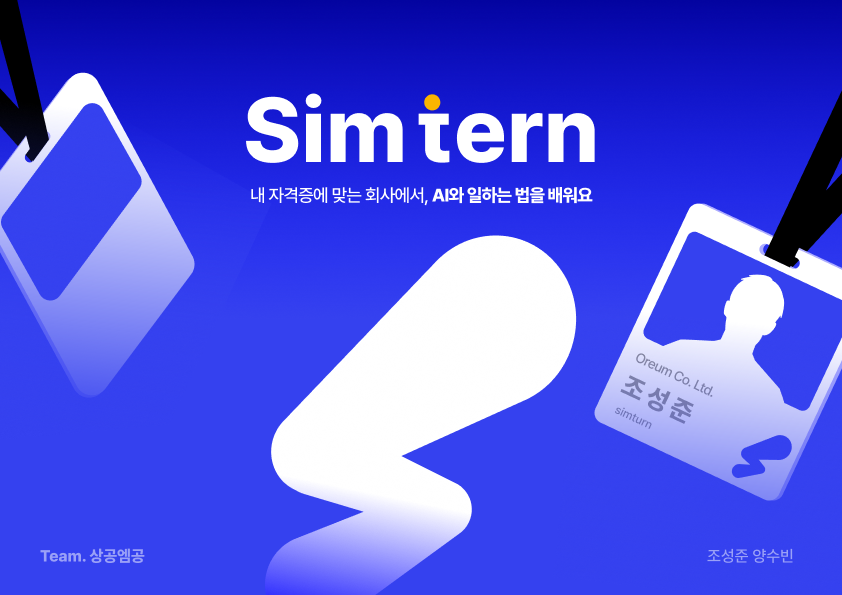 Simtern
내 자격증에 맞는 회사에서, AI와 일하는 법을 배워요
Oreum Co. Ltd.
조성준
simturn
Team. 상공엠공
조성준 양수빈